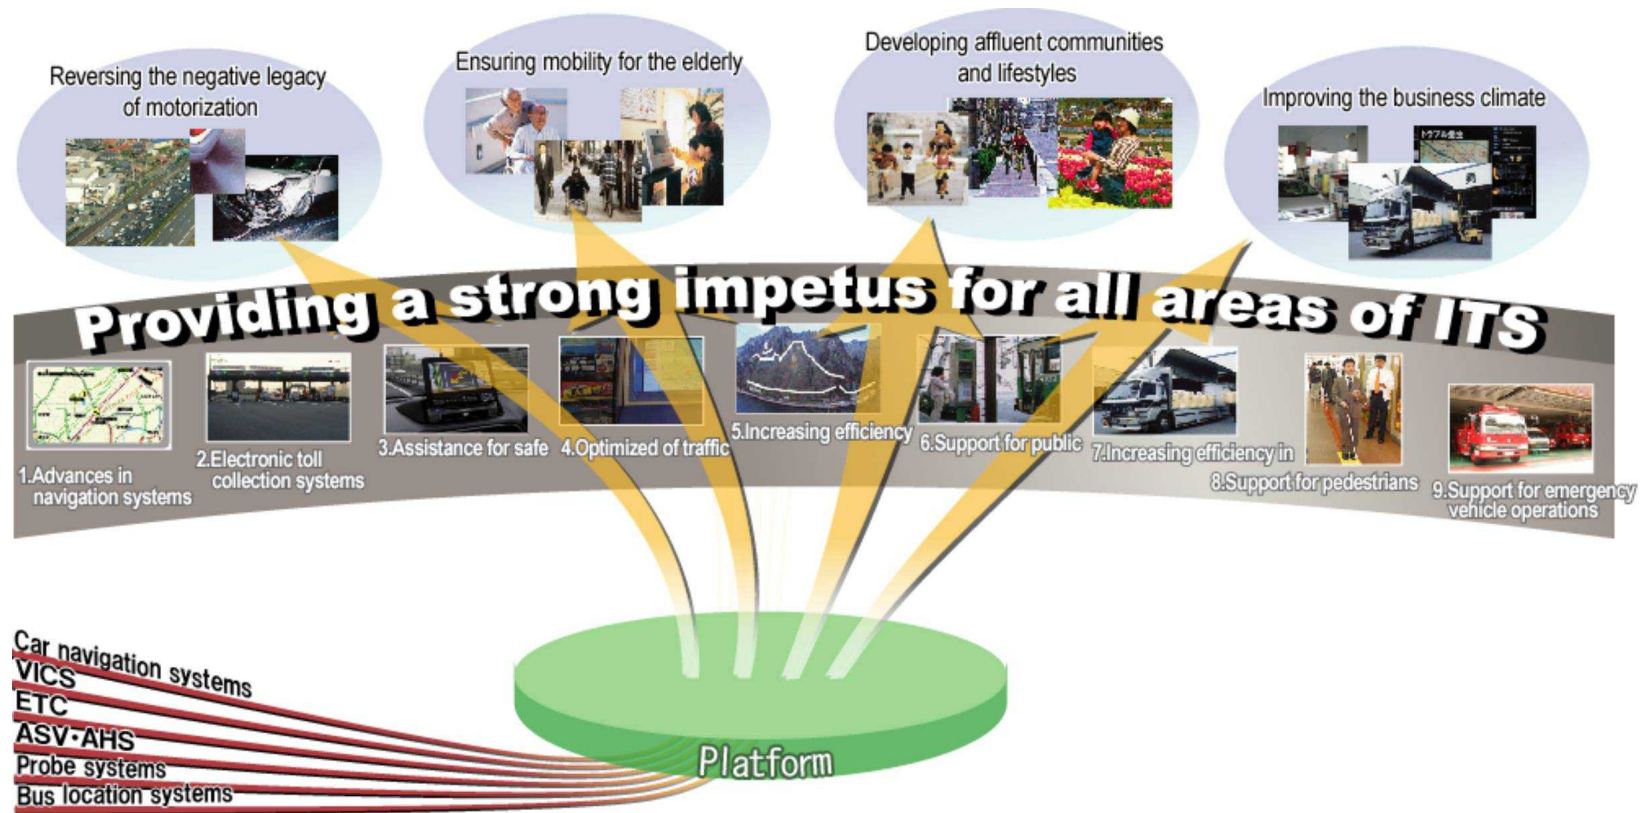 Reversing the negative legacy
of motorization
Ensuring mobility for the elderly
Developing affluent communities
and lifestyles
Improving the business climate
Providing a strong impetus for all areas of ITS
1.Advances in
navigation systems
2.Electronic toll
collection systems
3.Assistance for safe
4.Optimized of traffic
5.Increasing efficiency
6.Support for public
7.Increasing efficiency in
8.Support for pedestrians
9.Support for emergency
vehicle operations
Car navigation systems
VICS
ETC
ASV・AHS
Probe systems
Bus location systems
Platform